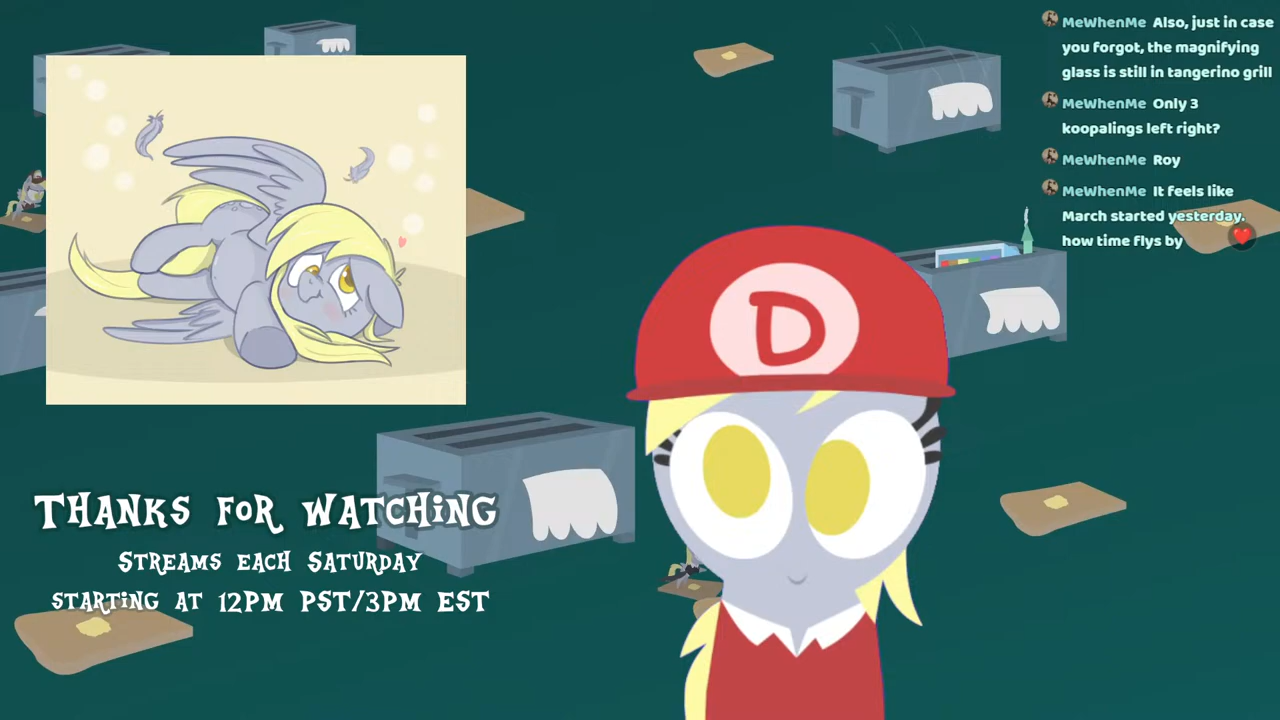 MeWhenMe Also, just in case
you forgot, the magnifying
glass is still in tangerino grill
MeWhenMe Only 3
koopalings left right?
MeWhenMe Roy
MeWhenMe It feels like
March started yesterday.
how time flys by
D
THANKS FOR WATCHING
STREAMS EACH SATURDAY
STARTING AT 12PM PST/3PM EST